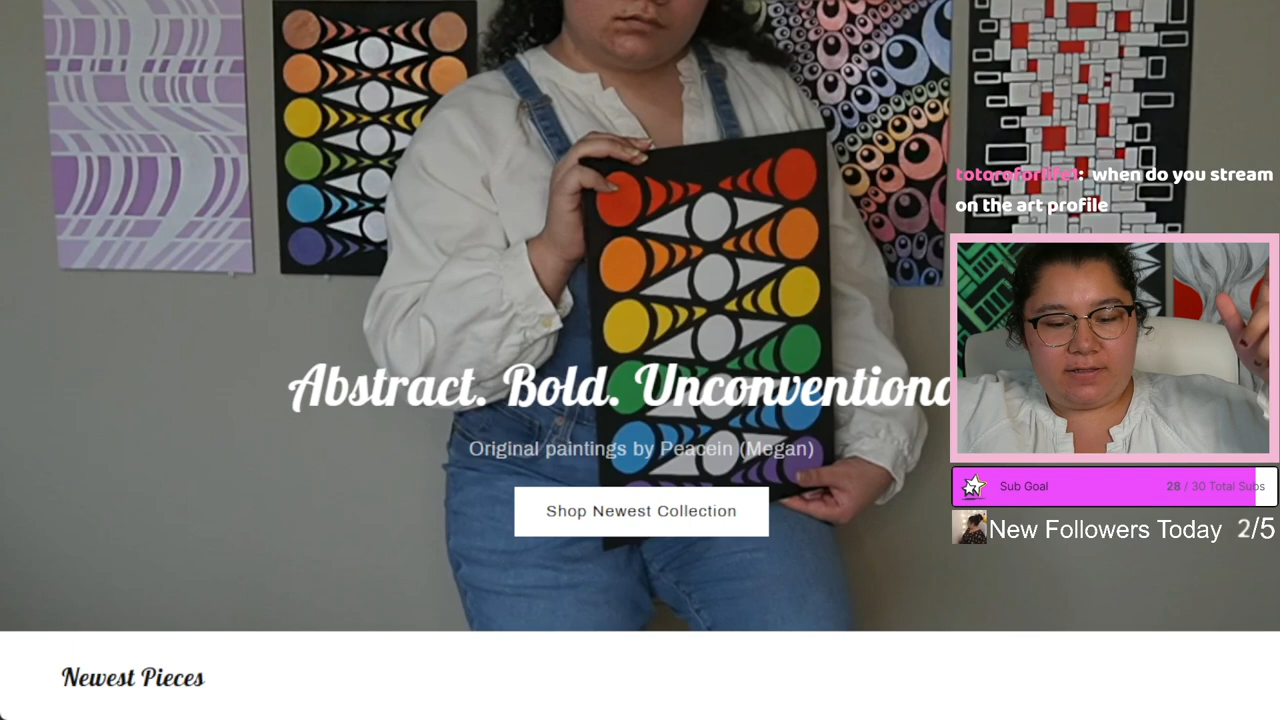 totoroforlife1: when do you stream
on the art profile
Abstract. Bold. Unconventiona
Original paintings by Peacein (Megan)
Shop Newest Collection
Sub Goal 28 / 30 Total Subs
New Followers Today 2/5
Newest Pieces